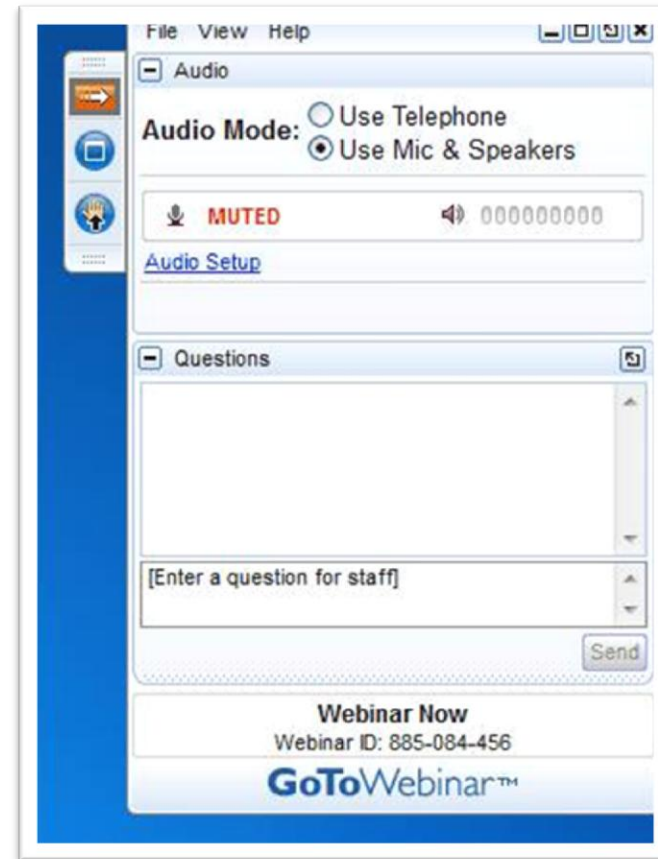 File View Help
Audio
Audio Mode: Use Telephone
Use Mic & Speakers
MUTED 000000000
Audio Setup
Questions
[Enter a question for staff]
Send
Webinar Now
Webinar ID: 885-084-456
GoToWebinar™